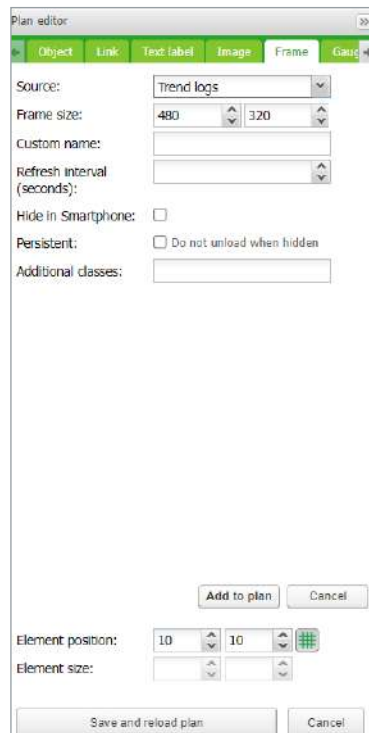 Plan editor
Object Link Text label Image Frame Gaug
Source: Trend logs
Frame size: 480 320
Custom name:
Refresh interval
(seconds):
Hide in Smartphone:
Persistent: Do not unload when hidden
Additional classes:
Add to plan Cancel
Element position: 10 10
Element size:
Save and reload plan Cancel